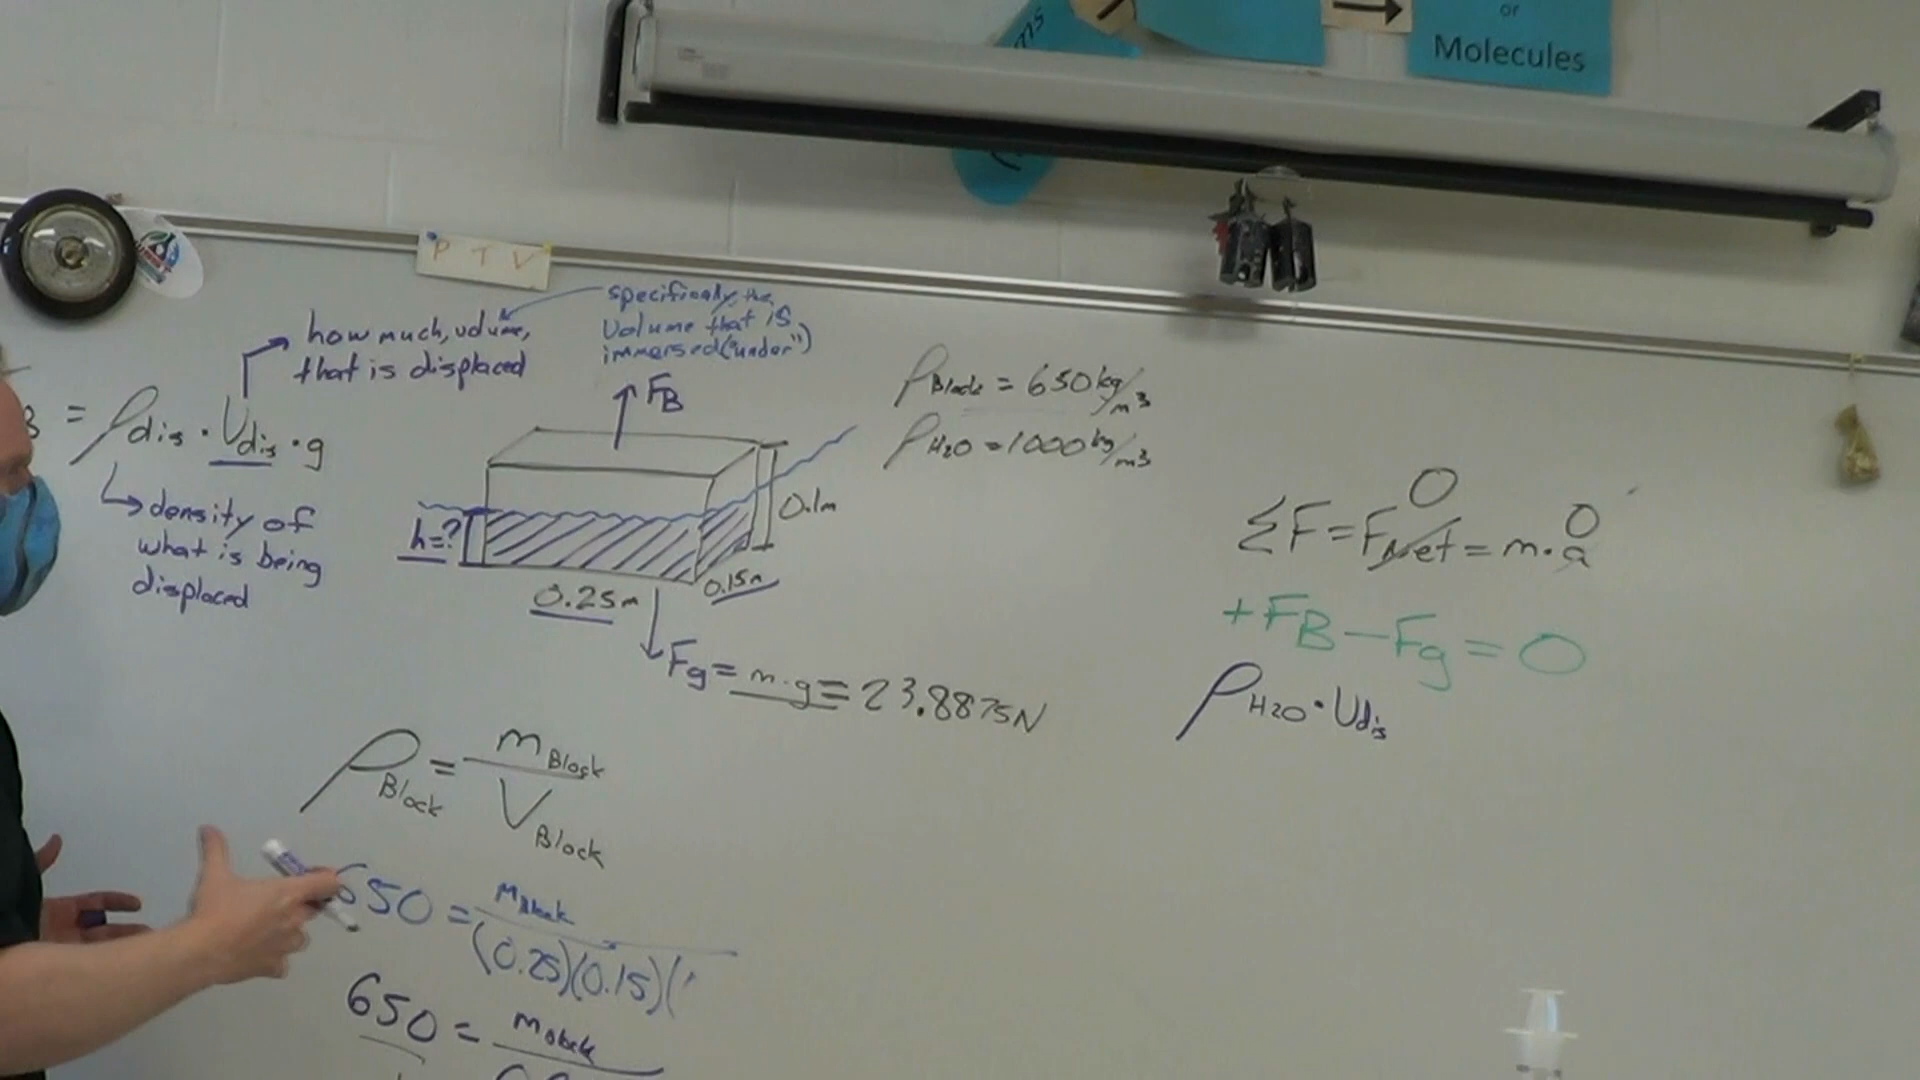 or
Molecules
ms
P T V
specifically, the
Volume that is
immersed ("under")
how much, volume,
that is displaced
B = ρdis · Vdis · g
density of
what is being
displaced
FB
h=?
0.1m
0.25m
0.15m
Fg = m·g = 23.8875N
ρBlock = 650 kg/m³
ρH2O = 1000 kg/m³
ΣF = FNet = m·a
0
0
+FB – Fg = 0
ρH2O · Vdis
ρBlock = mBlock / VBlock
650 = mBlock / (0.25)(0.15)(
650 = mBlock